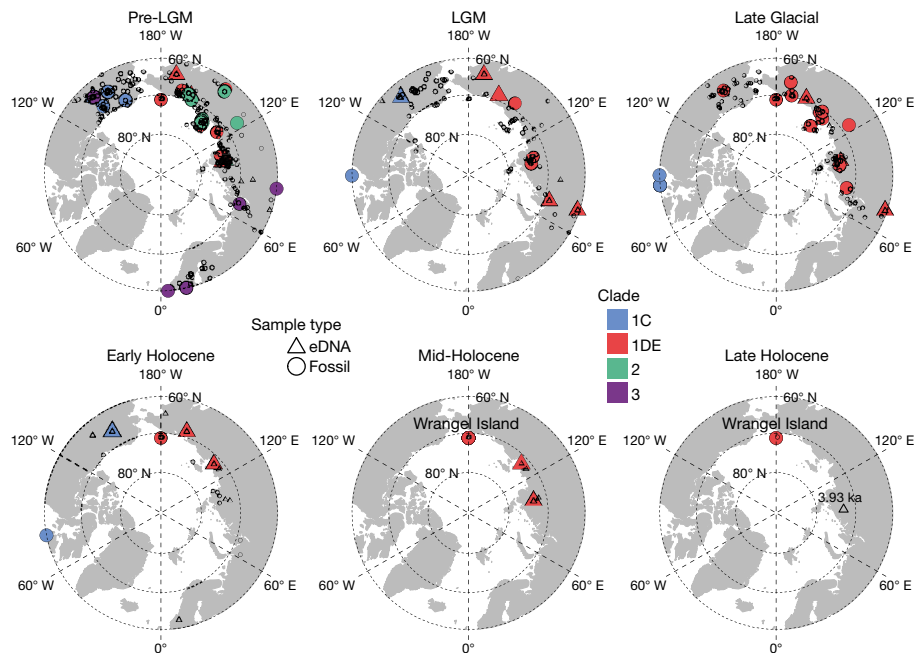 Pre-LGM
LGM
Late Glacial
180° W
180° W
180° W
60° N
60° N
60° N
120° W
120° E
120° W
120° E
120° W
120° E
80° N
80° N
80° N
60° W
60° E
60° W
60° E
60° W
60° E
0°
0°
0°
Sample type
eDNA
Fossil
Clade
1C
1DE
2
3
Early Holocene
Mid-Holocene
Late Holocene
180° W
180° W
180° W
60° N
60° N
60° N
Wrangel Island
Wrangel Island
120° W
120° E
120° W
120° E
120° W
120° E
80° N
80° N
80° N
3.93 ka
60° W
60° E
60° W
60° E
60° W
60° E
0°
0°
0°